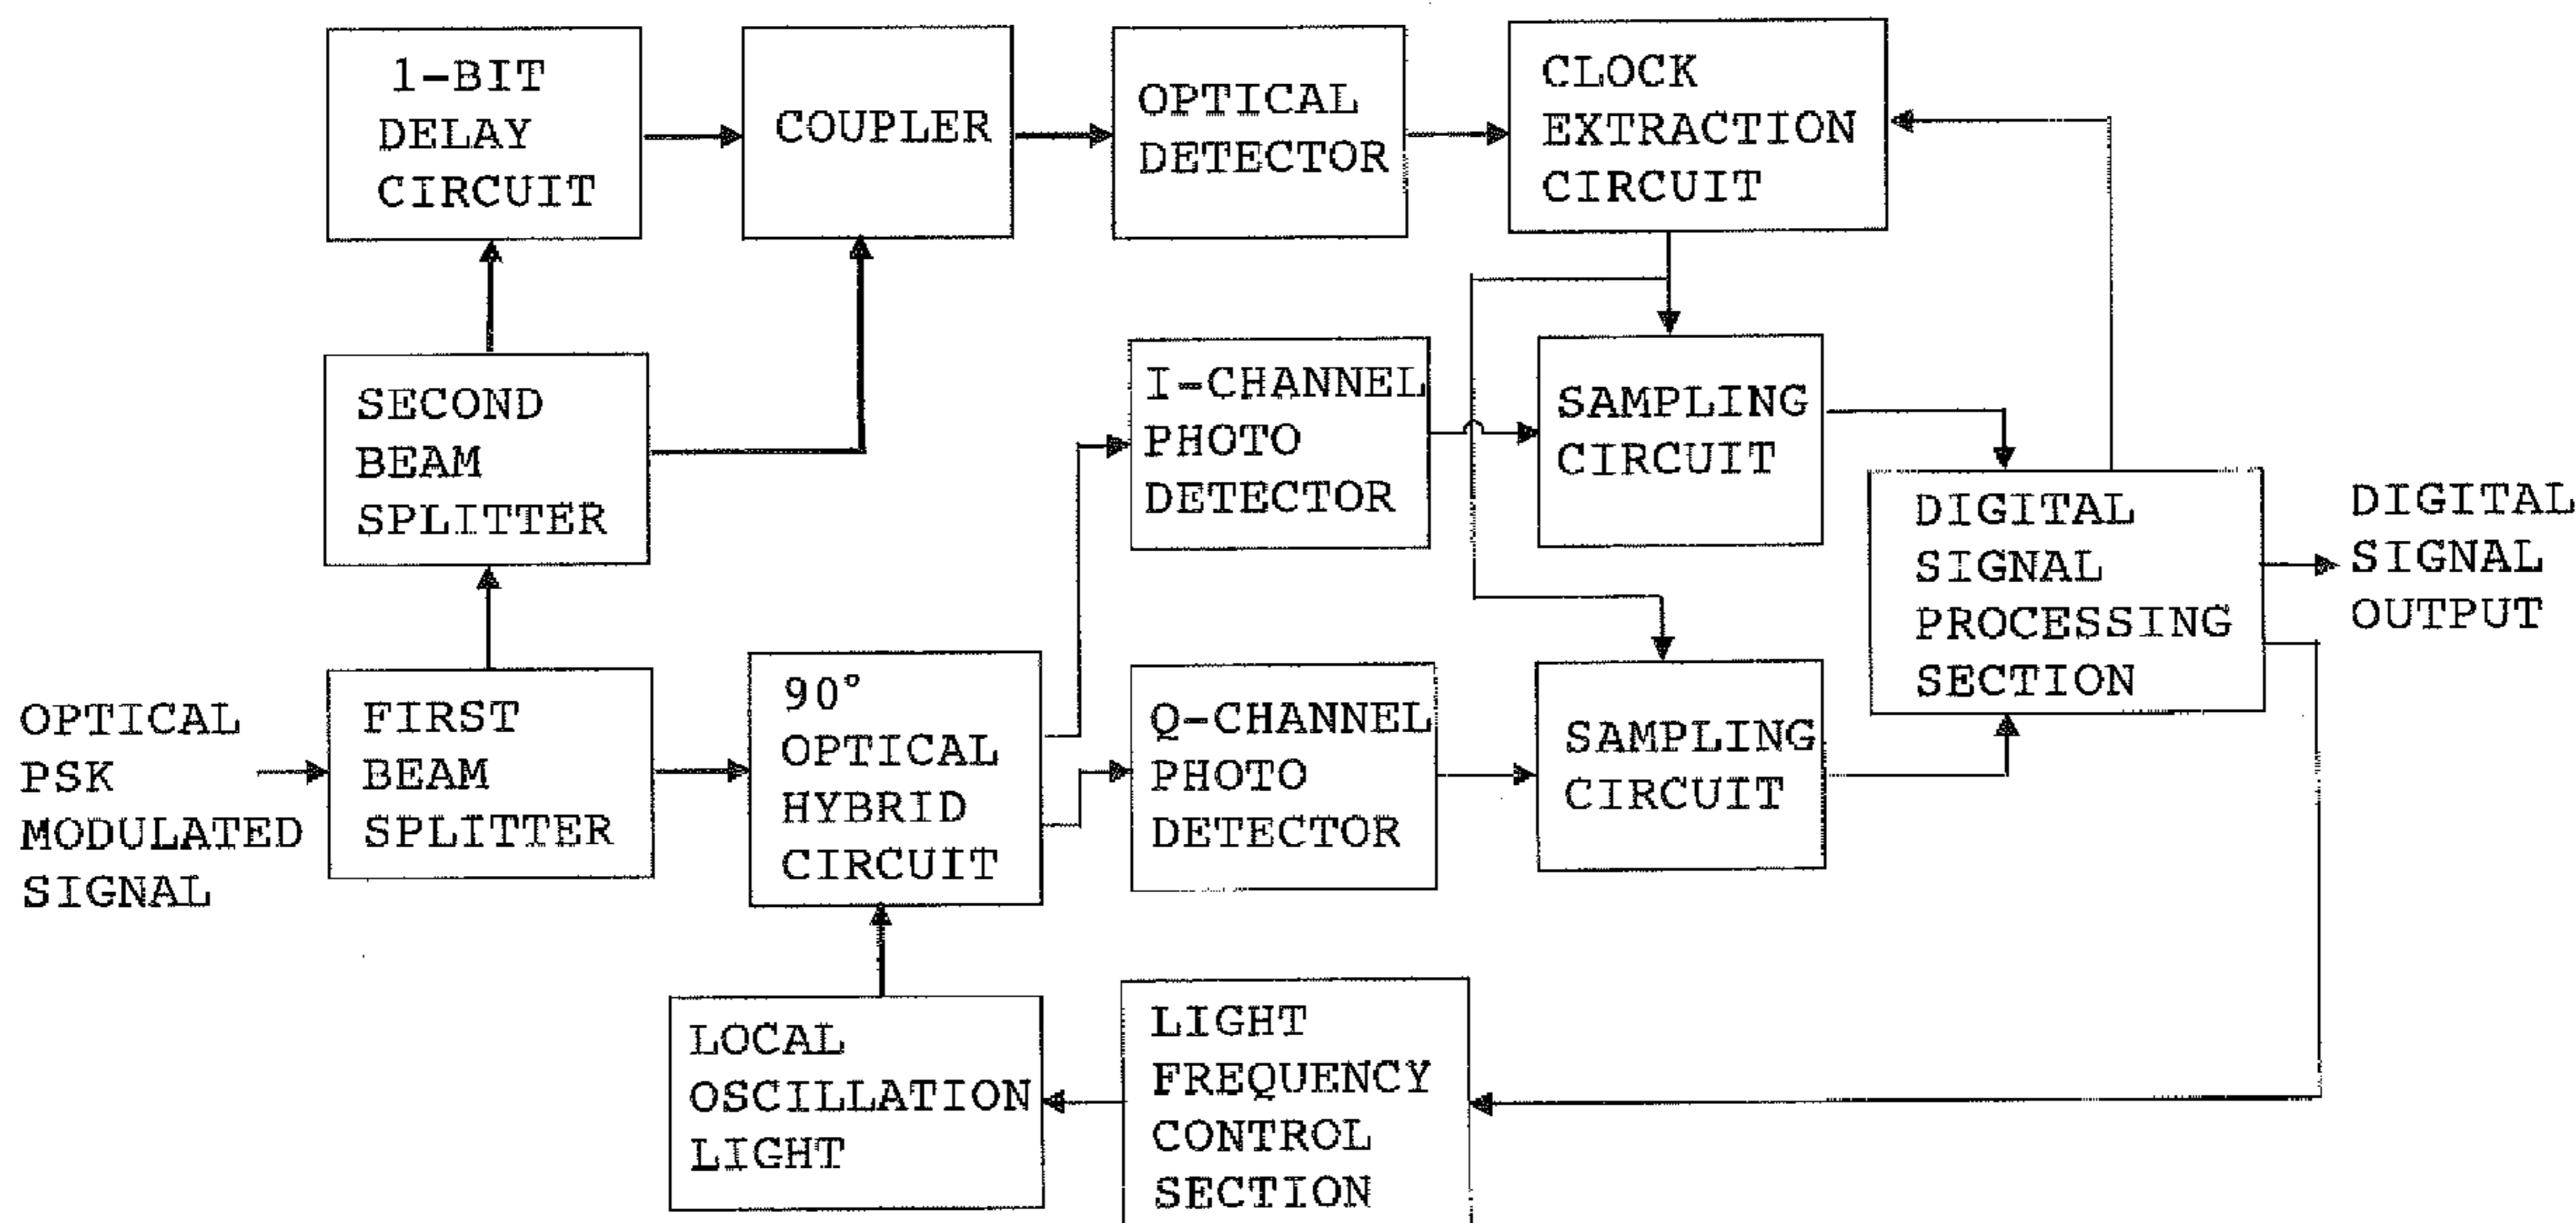 1-BIT
DELAY
CIRCUIT
COUPLER
OPTICAL
DETECTOR
CLOCK
EXTRACTION
CIRCUIT
SECOND
BEAM
SPLITTER
I-CHANNEL
PHOTO
DETECTOR
SAMPLING
CIRCUIT
DIGITAL
SIGNAL
PROCESSING
SECTION
DIGITAL
SIGNAL
OUTPUT
OPTICAL
PSK
MODULATED
SIGNAL
FIRST
BEAM
SPLITTER
90°
OPTICAL
HYBRID
CIRCUIT
Q-CHANNEL
PHOTO
DETECTOR
SAMPLING
CIRCUIT
LOCAL
OSCILLATION
LIGHT
LIGHT
FREQUENCY
CONTROL
SECTION